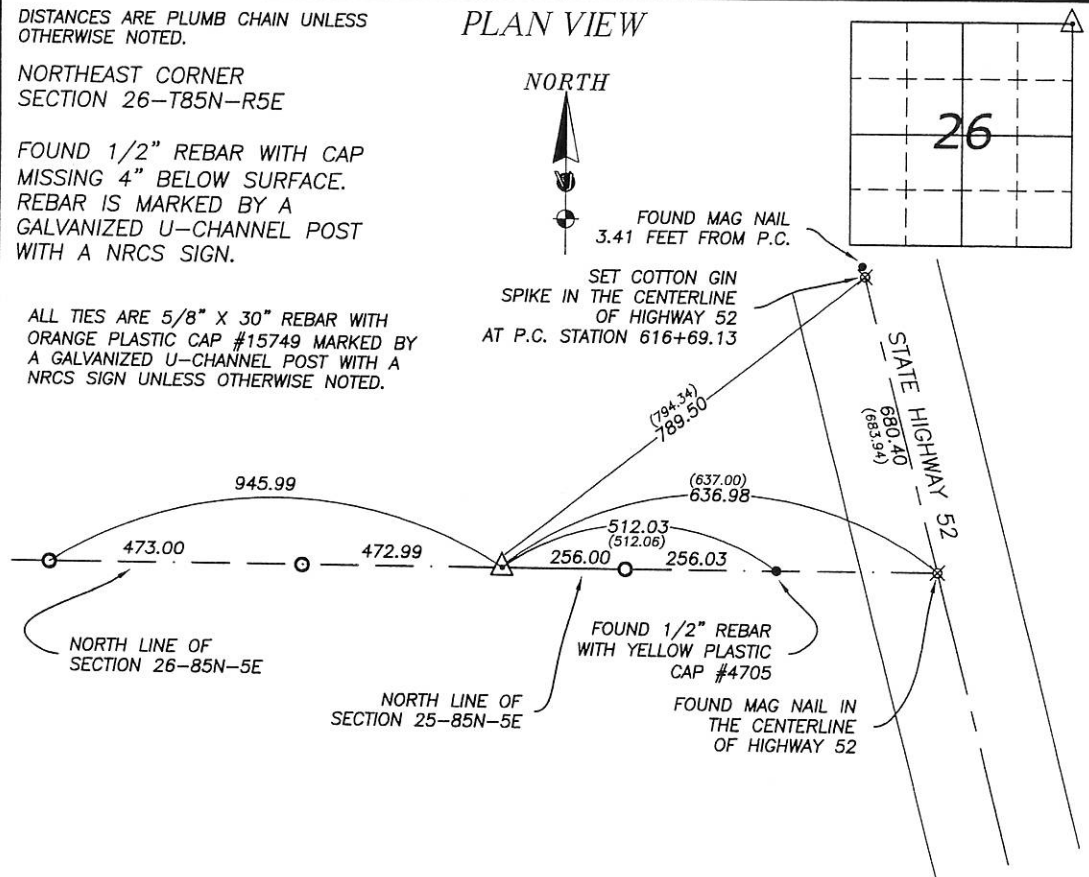 DISTANCES ARE PLUMB CHAIN UNLESS
OTHERWISE NOTED.
PLAN VIEW
NORTHEAST CORNER
SECTION 26-T85N-R5E
NORTH
26
FOUND 1/2" REBAR WITH CAP
MISSING 4" BELOW SURFACE.
REBAR IS MARKED BY A
GALVANIZED U-CHANNEL POST
WITH A NRCS SIGN.
FOUND MAG NAIL
3.41 FEET FROM P.C.
SET COTTON GIN
SPIKE IN THE CENTERLINE
OF HIGHWAY 52
AT P.C. STATION 616+69.13
ALL TIES ARE 5/8" X 30" REBAR WITH
ORANGE PLASTIC CAP #15749 MARKED BY
A GALVANIZED U-CHANNEL POST WITH A
NRCS SIGN UNLESS OTHERWISE NOTED.
STATE HIGHWAY 52
680.40
(683.94)
(794.34)
789.50
945.99
(637.00)
636.98
512.03
(512.06)
473.00
472.99
256.00
256.03
NORTH LINE OF
SECTION 26-85N-5E
FOUND 1/2" REBAR
WITH YELLOW PLASTIC
CAP #4705
NORTH LINE OF
SECTION 25-85N-5E
FOUND MAG NAIL IN
THE CENTERLINE
OF HIGHWAY 52